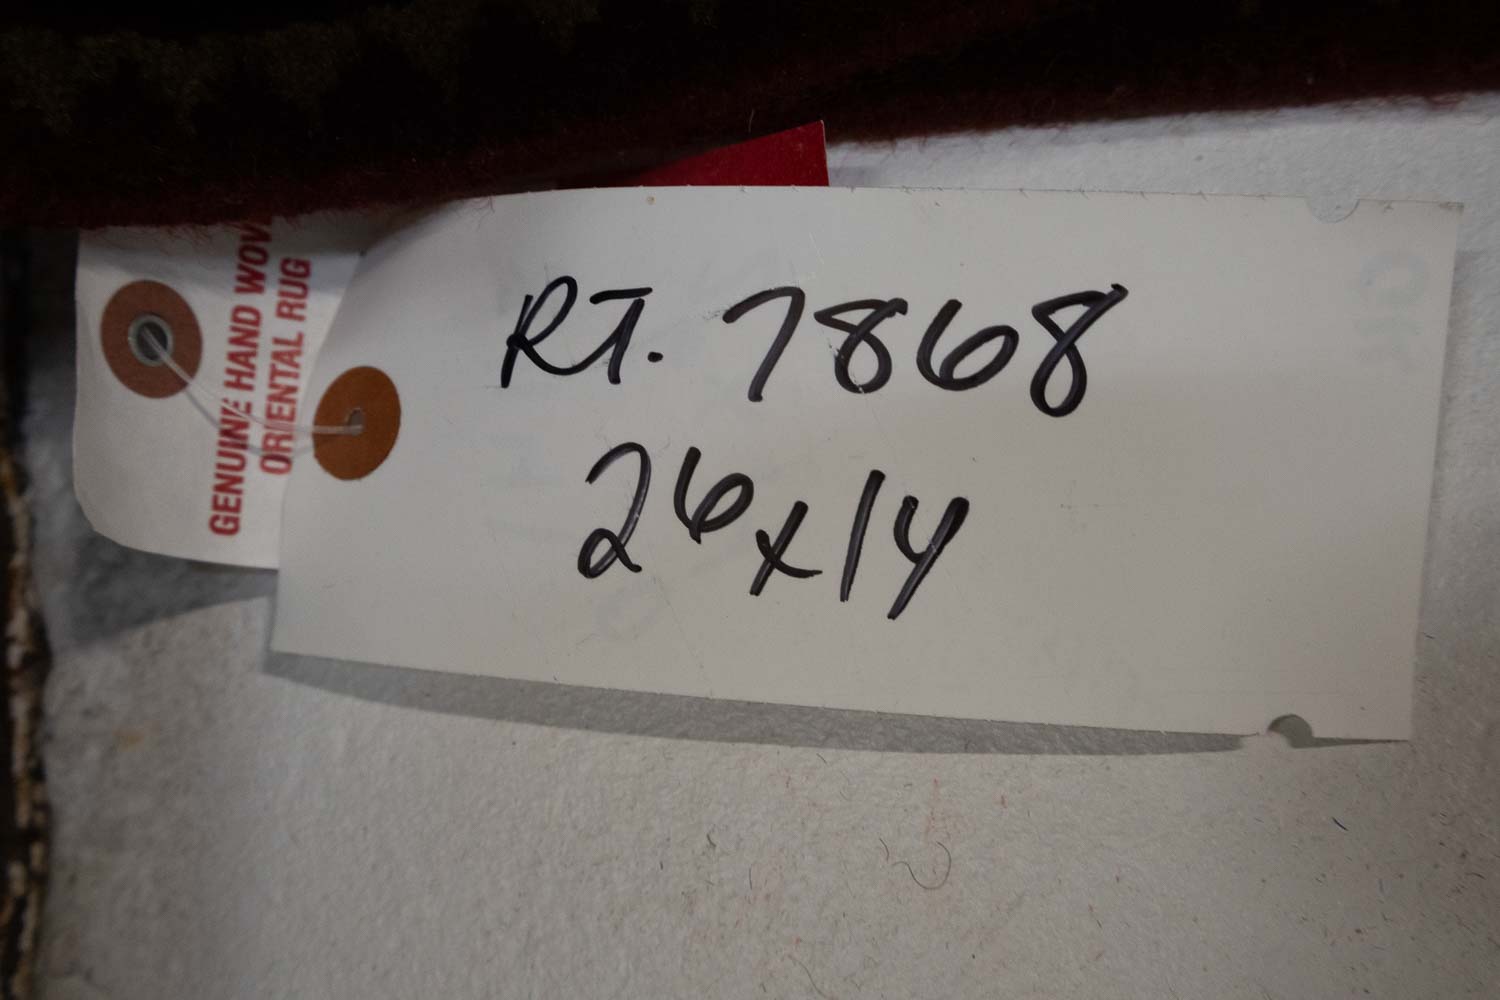 GENUINE HAND WOV
ORIENTAL RUG
RT. 7868
26x14